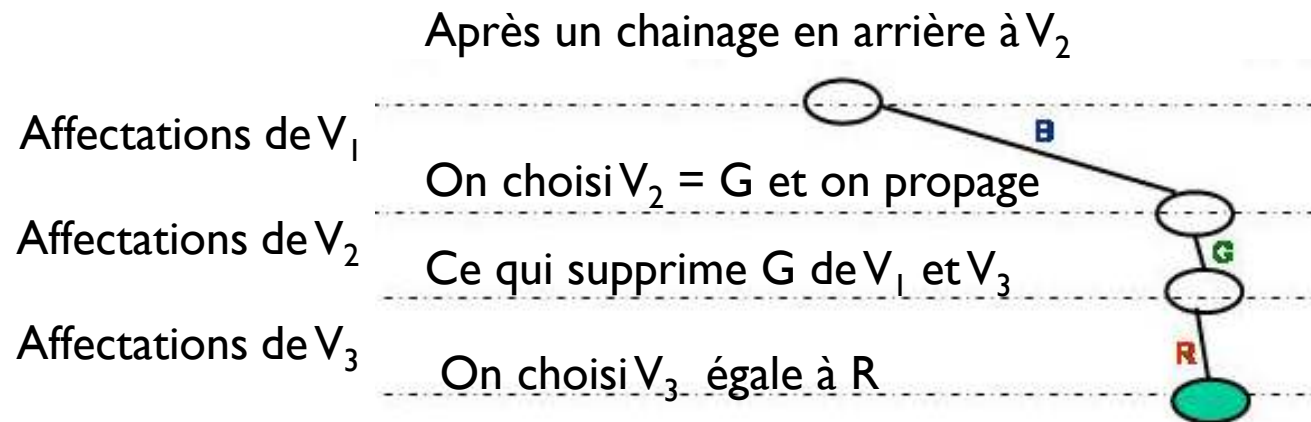 Après un chainage en arrière à V₂
Affectations de V₁
B
On choisi V₂ = G et on propage
Affectations de V₂
G
Ce qui supprime G de V₁ et V₃
Affectations de V₃
R
On choisi V₃ égale à R